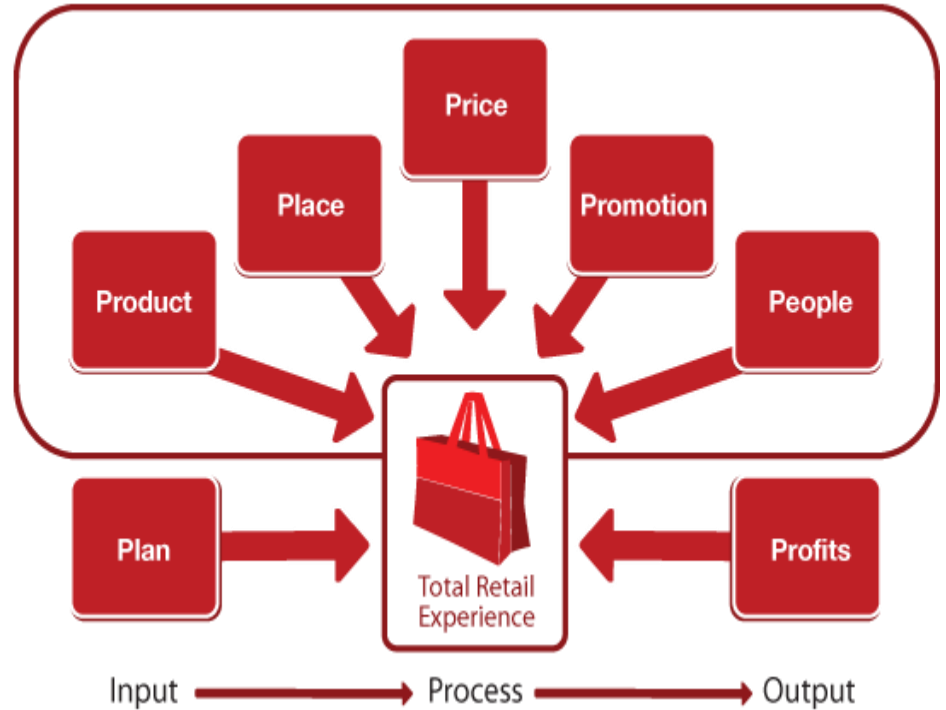 Price
Place
Promotion
Product
People
Plan
Profits
Total Retail
Experience
Input
Process
Output